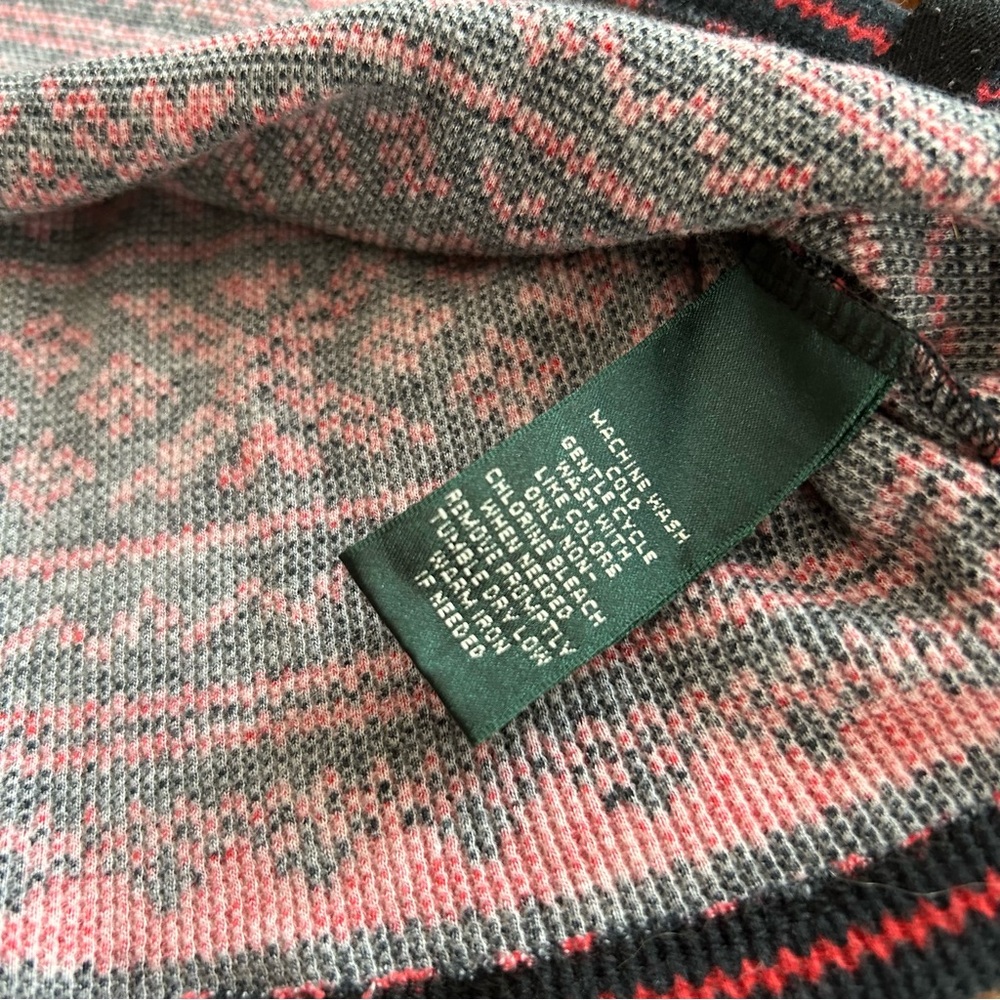 MACHINE WASH
COLD
GENTLE CYCLE
WASH WITH
LIKE COLORS
ONLY NON-
CHLORINE BLEACH
WHEN NEEDED
REMOVE PROMPTLY
TUMBLE DRY LOW
WARM IRON
IF NEEDED